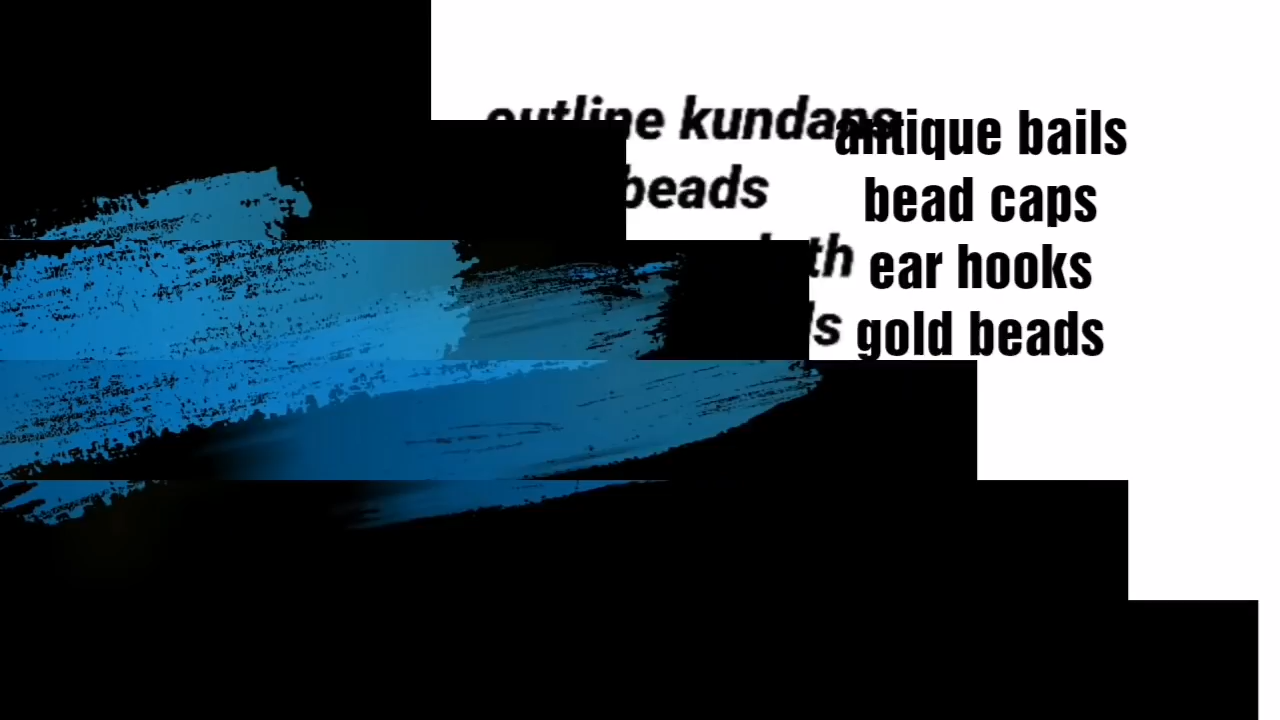 outline kundans
beads
antique bails
bead caps
ear hooks
gold beads